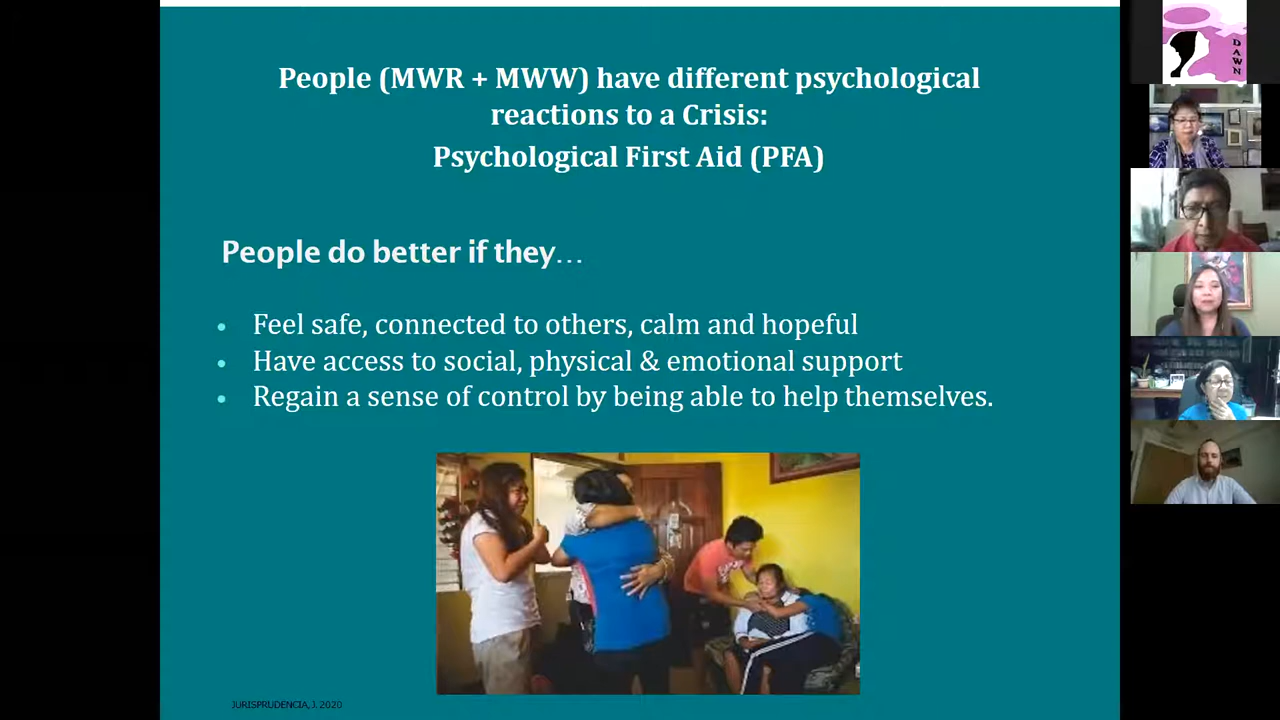 People (MWR + MWW) have different psychological
reactions to a Crisis:
Psychological First Aid (PFA)
People do better if they…
• Feel safe, connected to others, calm and hopeful
• Have access to social, physical & emotional support
• Regain a sense of control by being able to help themselves.
JURISPRUDENCIA, J. 2020
DAWN